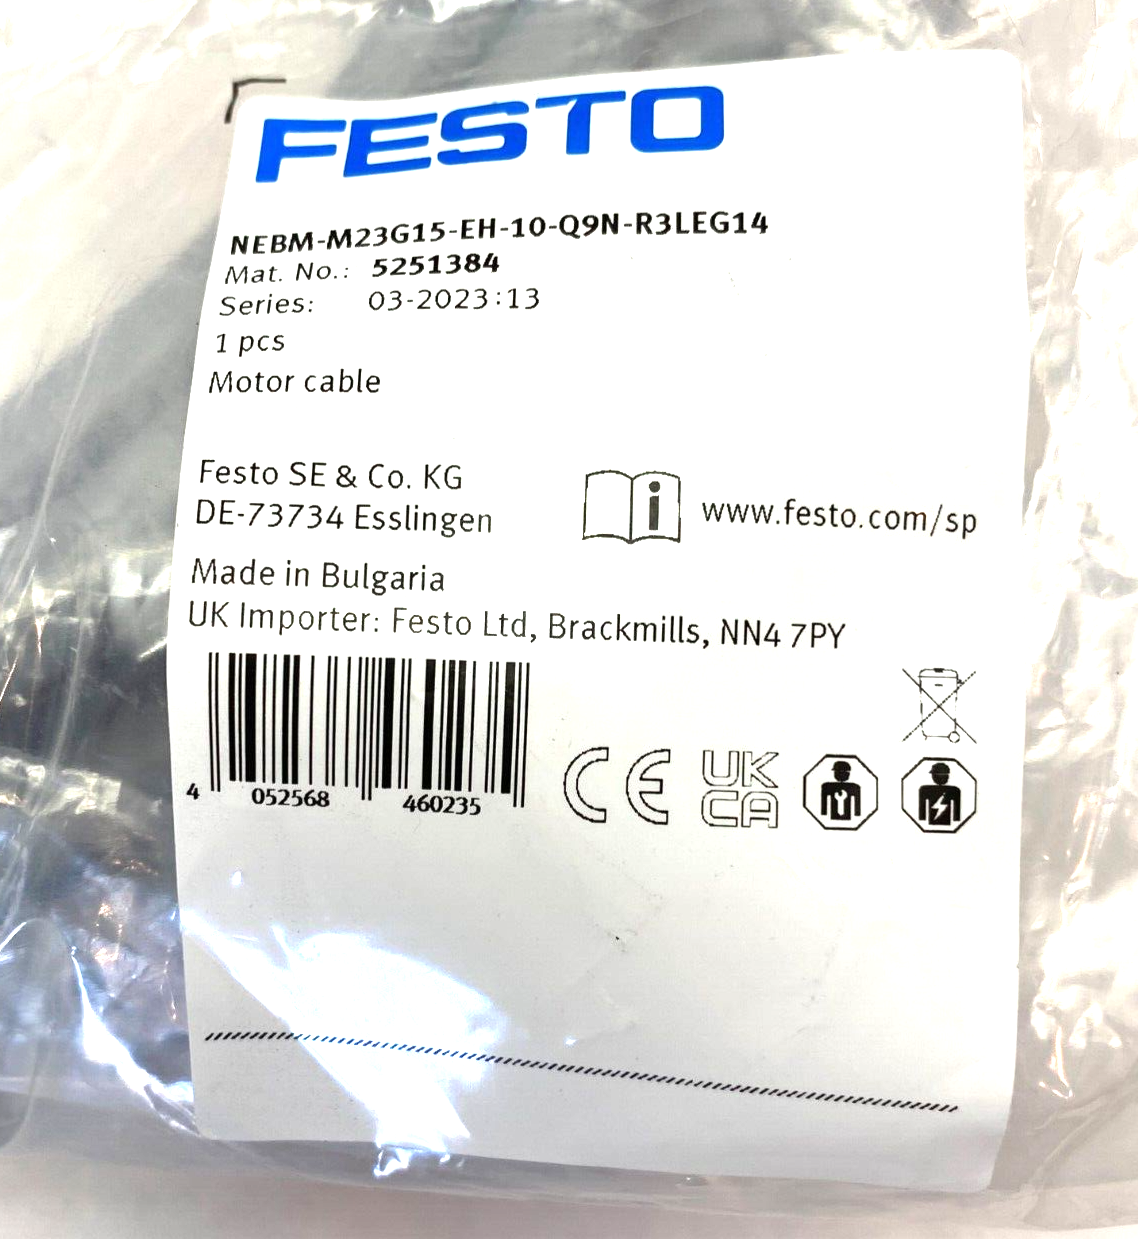 FESTO
NEBM-M23G15-EH-10-Q9N-R3LEG14
Mat. No.: 5251384
Series: 03-2023:13
1 pcs
Motor cable
Festo SE & Co. KG
DE-73734 Esslingen
i www.festo.com/sp
Made in Bulgaria
UK Importer: Festo Ltd, Brackmills, NN4 7PY
4 052568 460235
CE UK
CA